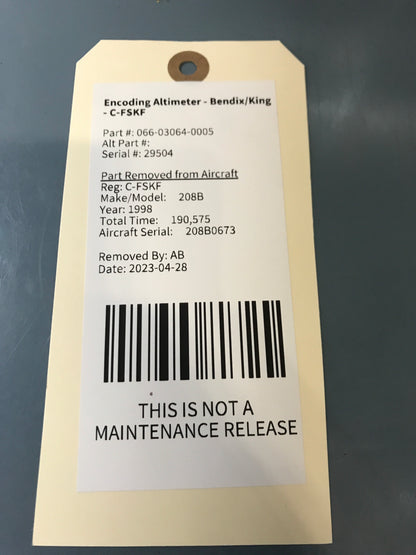 Encoding Altimeter - Bendix/King
- C-FSKF
Part #: 066-03064-0005
Alt Part #:
Serial #: 29504
Part Removed from Aircraft
Reg: C-FSKF
Make/Model: 208B
Year: 1998
Total Time: 190,575
Aircraft Serial: 208B0673
Removed By: AB
Date: 2023-04-28
THIS IS NOT A
MAINTENANCE RELEASE